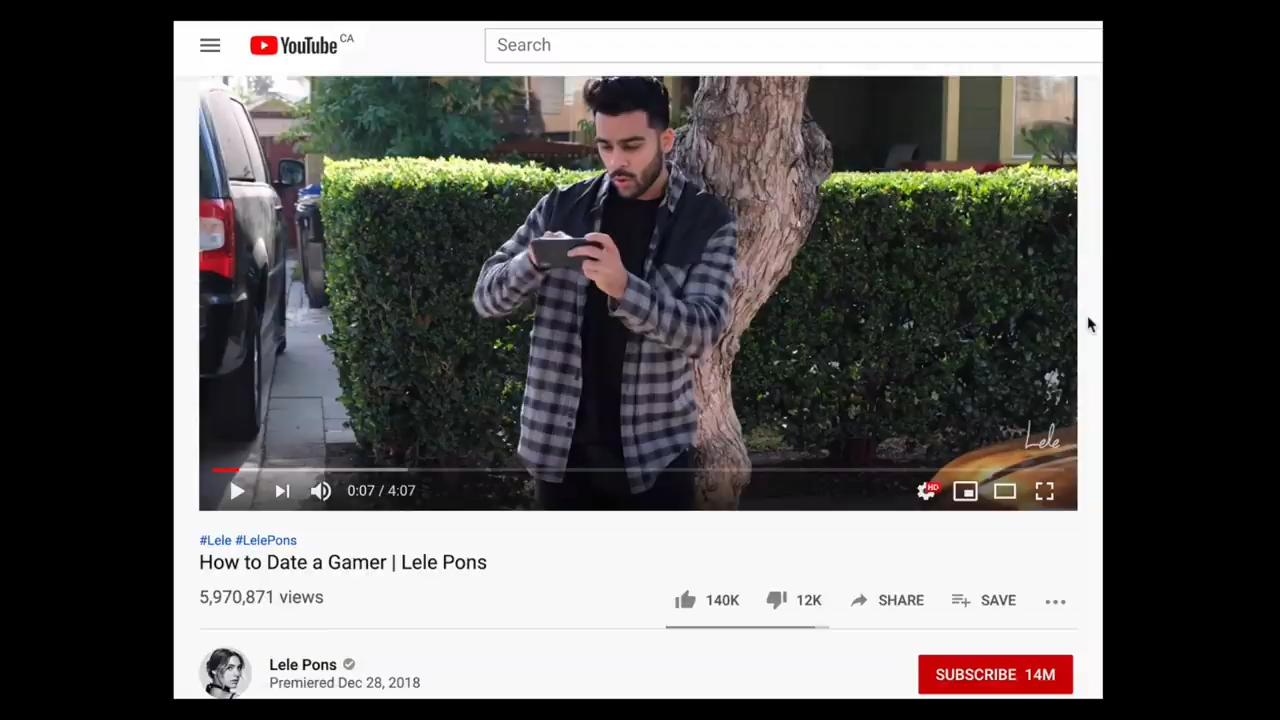 YouTube CA
Search
Lele
HD
0:07 / 4:07
#Lele #LelePons
How to Date a Gamer | Lele Pons
5,970,871 views
140K 12K SHARE SAVE
Lele Pons
Premiered Dec 28, 2018
SUBSCRIBE 14M